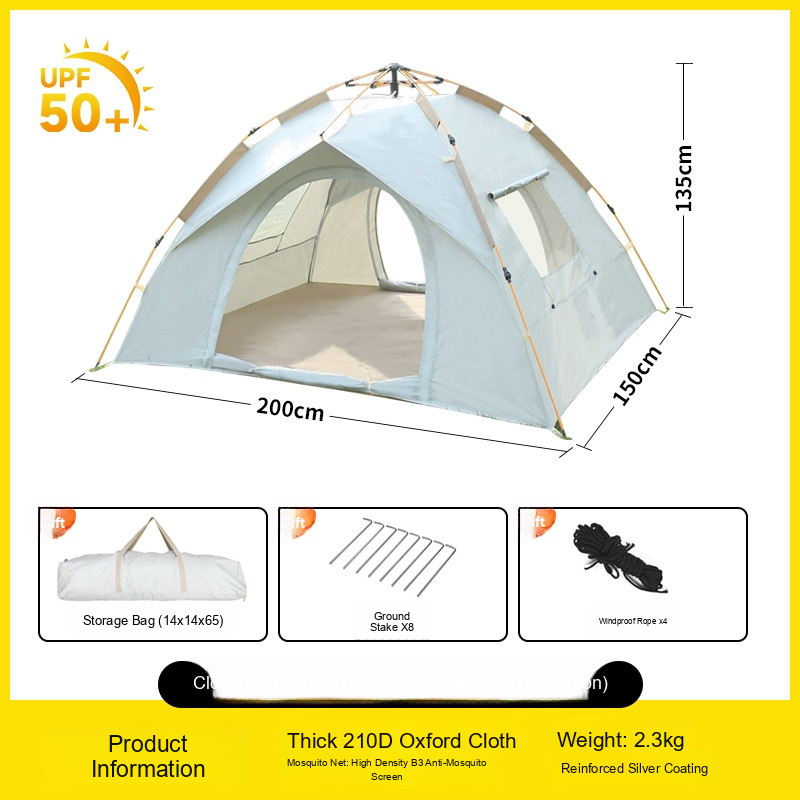 UPF
50+
135cm
150cm
200cm
Storage Bag (14x14x65)
Ground
Stake X8
Windproof Rope x4
Product
Information
Thick 210D Oxford Cloth
Mosquito Net: High Density B3 Anti-Mosquito
Screen
Weight: 2.3kg
Reinforced Silver Coating